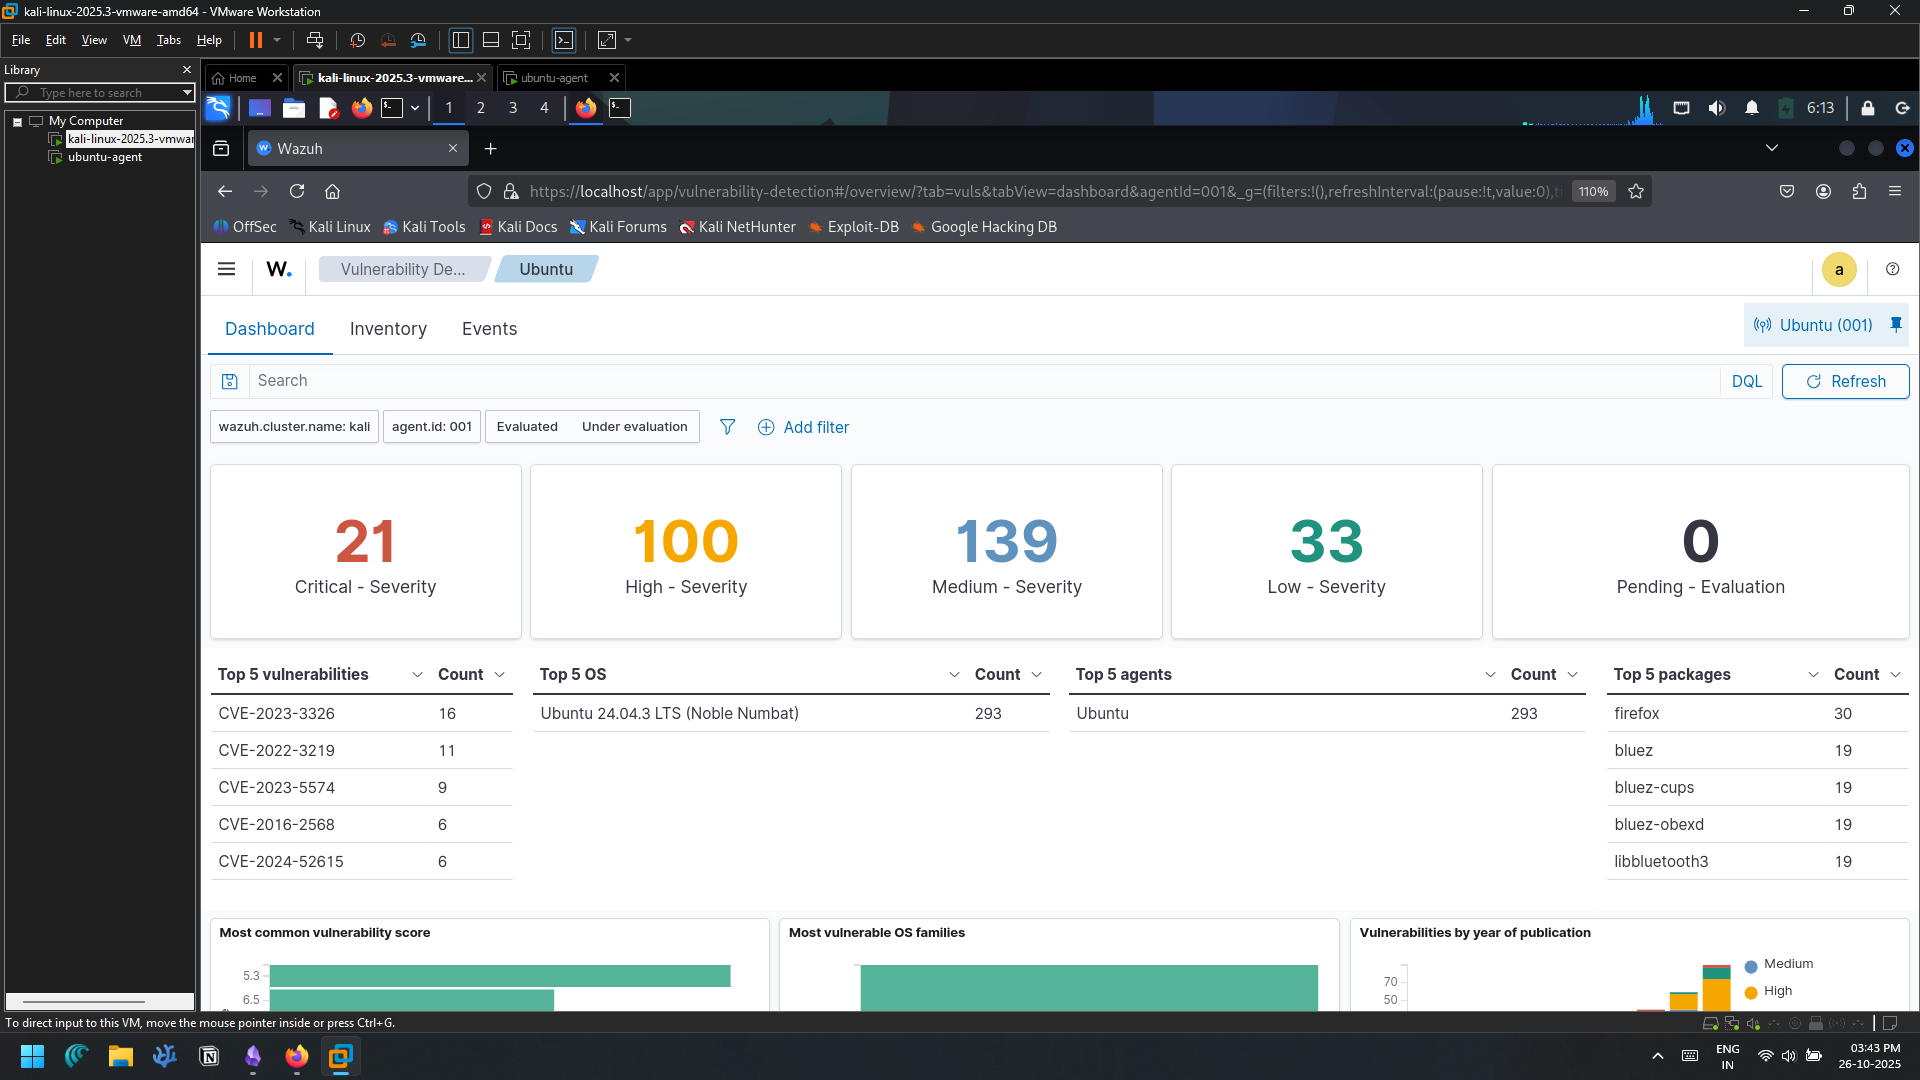 kali-linux-2025.3-vmware-amd64 - VMware Workstation
File Edit View VM Tabs Help
Library
Type here to search
My Computer
kali-linux-2025.3-vmwar
ubuntu-agent
Home
kali-linux-2025.3-vmware...
ubuntu-agent
1 2 3 4
6:13
Wazuh
https://localhost/app/vulnerability-detection#/overview/?tab=vuls&tabView=dashboard&agentId=001&_g=(filters:!(),refreshInterval:(pause:!t,value:0),ti
110%
OffSec Kali Linux Kali Tools Kali Docs Kali Forums Kali NetHunter Exploit-DB Google Hacking DB
W.
Vulnerability De...
Ubuntu
a
Dashboard Inventory Events
Ubuntu (001)
Search
DQL
Refresh
wazuh.cluster.name: kali
agent.id: 001
Evaluated Under evaluation
Add filter
21
Critical - Severity
100
High - Severity
139
Medium - Severity
33
Low - Severity
0
Pending - Evaluation
Top 5 vulnerabilities Count
CVE-2023-3326 16
CVE-2022-3219 11
CVE-2023-5574 9
CVE-2016-2568 6
CVE-2024-52615 6
Top 5 OS Count
Ubuntu 24.04.3 LTS (Noble Numbat) 293
Top 5 agents Count
Ubuntu 293
Top 5 packages Count
firefox 30
bluez 19
bluez-cups 19
bluez-obexd 19
libbluetooth3 19
Most common vulnerability score
5.3
6.5
Most vulnerable OS families
Vulnerabilities by year of publication
70
50
Medium
High
To direct input to this VM, move the mouse pointer inside or press Ctrl+G.
ENG
IN
03:43 PM
26-10-2025